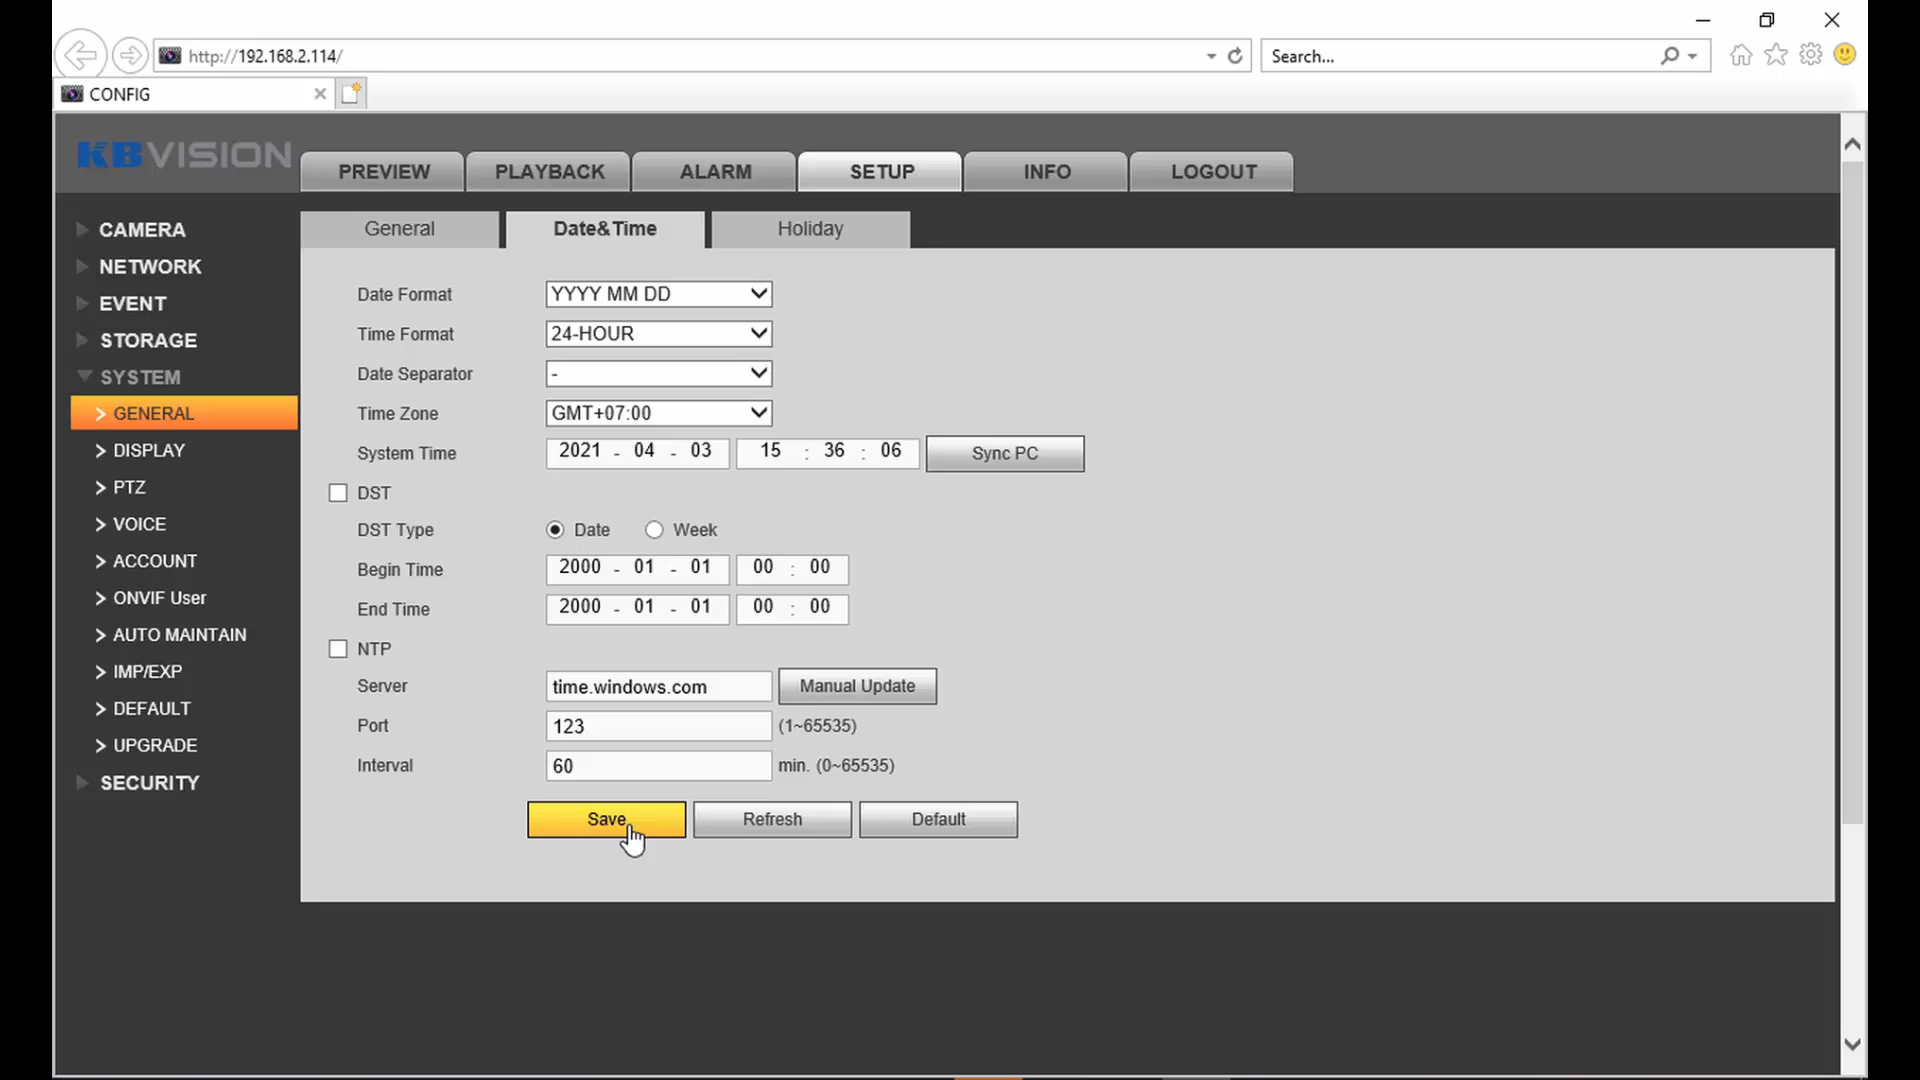 http://192.168.2.114/
Search...
CONFIG
KBVISION
PREVIEW PLAYBACK ALARM SETUP INFO LOGOUT
CAMERA
NETWORK
EVENT
STORAGE
SYSTEM
GENERAL
DISPLAY
PTZ
VOICE
ACCOUNT
ONVIF User
AUTO MAINTAIN
IMP/EXP
DEFAULT
UPGRADE
SECURITY
General Date&Time Holiday
Date Format YYYY MM DD
Time Format 24-HOUR
Date Separator -
Time Zone GMT+07:00
System Time 2021 - 04 - 03 15 : 36 : 06 Sync PC
DST
DST Type Date Week
Begin Time 2000 - 01 - 01 00 : 00
End Time 2000 - 01 - 01 00 : 00
NTP
Server time.windows.com Manual Update
Port 123 (1~65535)
Interval 60 min. (0~65535)
Save Refresh Default